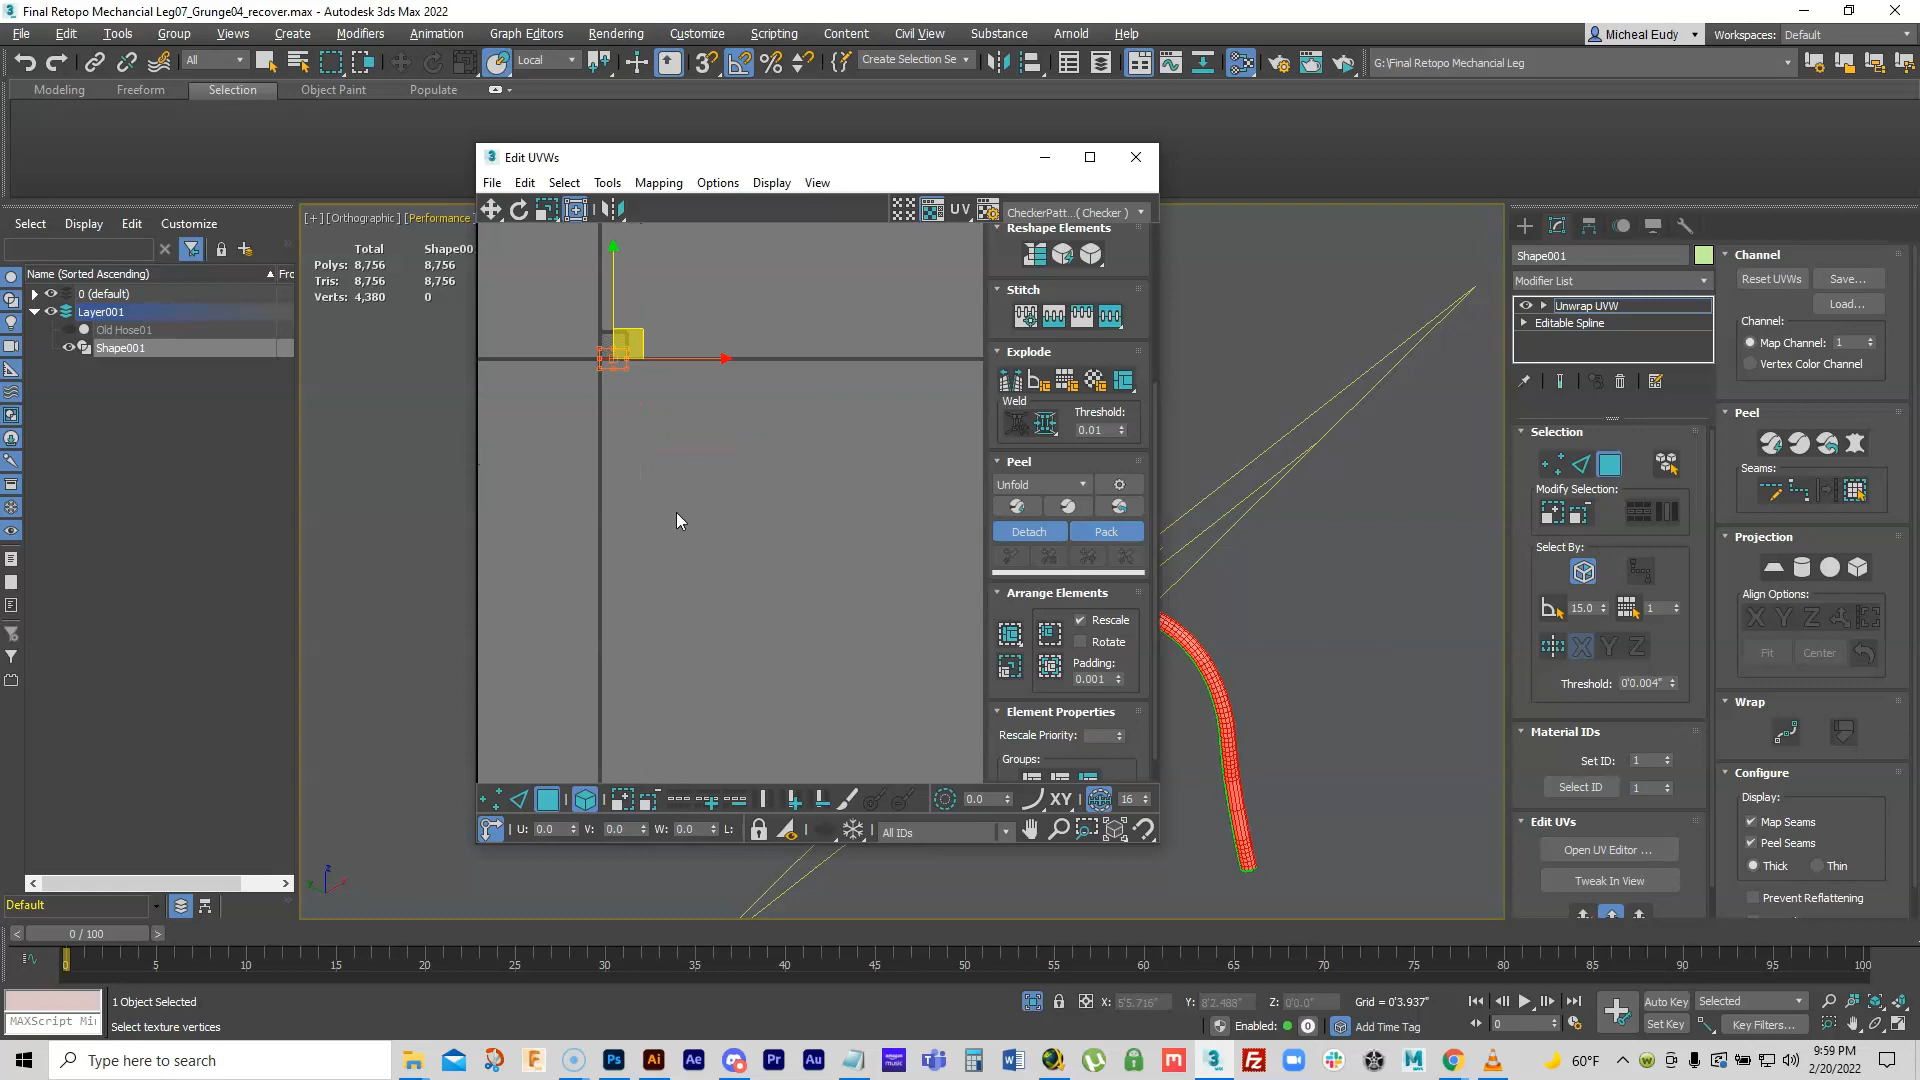 Final Retopo Mechancial Leg07_Grunge04_recover.max - Autodesk 3ds Max 2022
File Edit Tools Group Views Create Modifiers Animation Graph Editors Rendering Customize Scripting Content Civil View Substance Arnold Help
Micheal Eudy
Workspaces: Default
All
Local
Create Selection Se
G:\Final Retopo Mechancial Leg
Modeling Freeform Selection Object Paint Populate
Select Display Edit Customize
Name (Sorted Ascending)
Fro
0 (default)
Layer001
Old Hose01
Shape001
Default
[+] [Orthographic] [Performance
Total Shape00
Polys: 8,756 8,756
Tris: 8,756 8,756
Verts: 4,380 0
Edit UVWs
File Edit Select Tools Mapping Options Display View
UV
CheckerPatt...( Checker )
Reshape Elements
Stitch
Explode
Weld
Threshold:
0.01
Peel
Unfold
Detach Pack
Arrange Elements
Rescale
Rotate
Padding:
0.001
Element Properties
Rescale Priority:
Groups:
0.0
XY
16
U: 0.0 V: 0.0 W: 0.0 L:
All IDs
Shape001
Modifier List
Unwrap UVW
Editable Spline
Selection
Modify Selection:
Select By:
15.0
1
X Y Z
Threshold: 0'0.004"
Material IDs
Set ID: 1
Select ID 1
Edit UVs
Open UV Editor ...
Tweak In View
Channel
Reset UVWs Save...
Load...
Channel:
Map Channel: 1
Vertex Color Channel
Peel
Seams:
Projection
Align Options:
X Y Z
Fit Center
Wrap
Configure
Display:
Map Seams
Peel Seams
Thick Thin
Prevent Reflattening
0 / 100
0 5 10 15 20 25 30 35 40 45 50 55 60 65 70 75 80 85 90 95 100
1 Object Selected
MAXScript Mi
Select texture vertices
X: 5'5.716" Y: 8'2.488" Z: 0'0.0" Grid = 0'3.937"
Enabled: 0 Add Time Tag
0
Auto Key Selected
Set Key Key Filters...
Type here to search
60°F
9:59 PM
2/20/2022